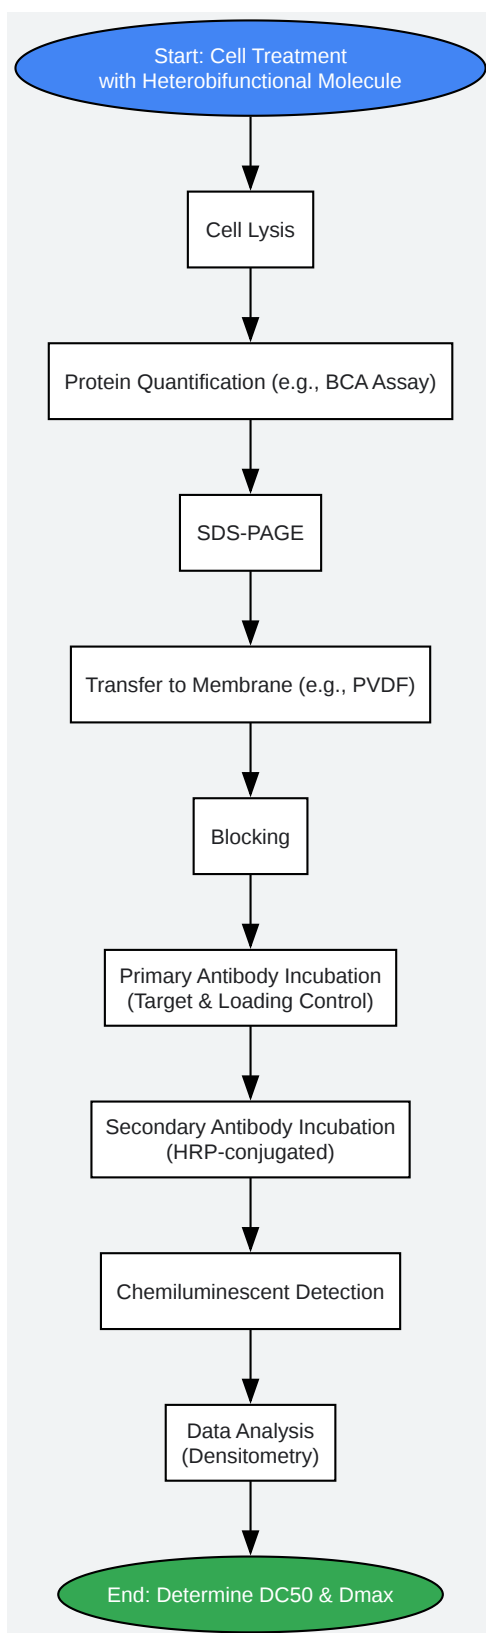 Start: Cell Treatment
with Heterobifunctional Molecule
Cell Lysis
Protein Quantification (e.g., BCA Assay)
SDS-PAGE
Transfer to Membrane (e.g., PVDF)
Blocking
Primary Antibody Incubation
(Target & Loading Control)
Secondary Antibody Incubation
(HRP-conjugated)
Chemiluminescent Detection
Data Analysis
(Densitometry)
End: Determine DC50 & Dmax